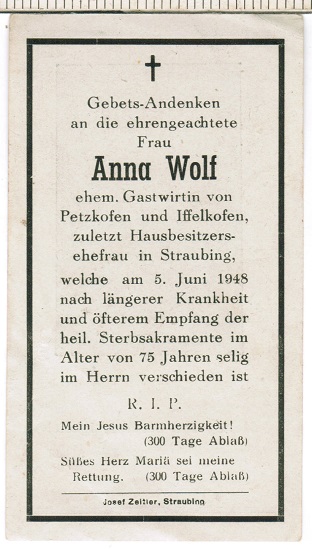 Gebets-Andenken
an die ehrengeachtete
Frau
Anna Wolf
ehem. Gastwirtin von
Petzkofen und Iffelkofen,
zuletzt Hausbesitzers-
ehefrau in Straubing,
welche am 5. Juni 1948
nach längerer Krankheit
und öfterem Empfang der
heil. Sterbsakramente im
Alter von 75 Jahren selig
im Herrn verschieden ist
R. I. P.
Mein Jesus Barmherzigkeit!
(300 Tage Ablaß)
Süßes Herz Mariä sei meine
Rettung. (300 Tage Ablaß)
Josef Zeitler, Straubing